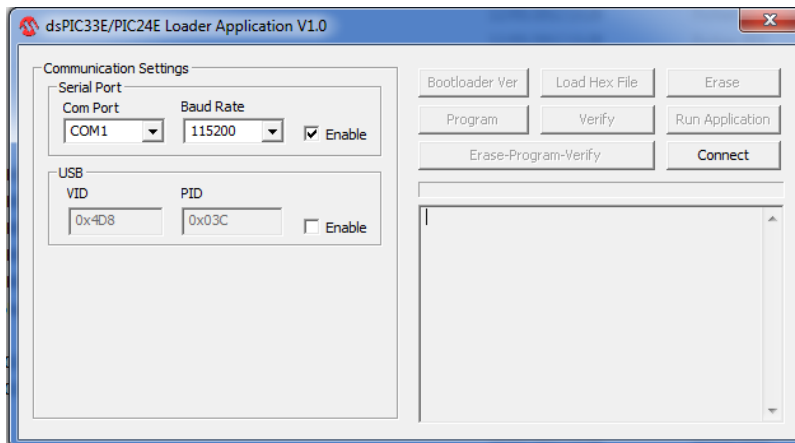 dsPIC33E/PIC24E Loader Application V1.0
Communication Settings
Serial Port
Com Port Baud Rate
COM1 115200 Enable
USB
VID PID
0x4D8 0x03C Enable
Bootloader Ver Load Hex File Erase
Program Verify Run Application
Erase-Program-Verify Connect